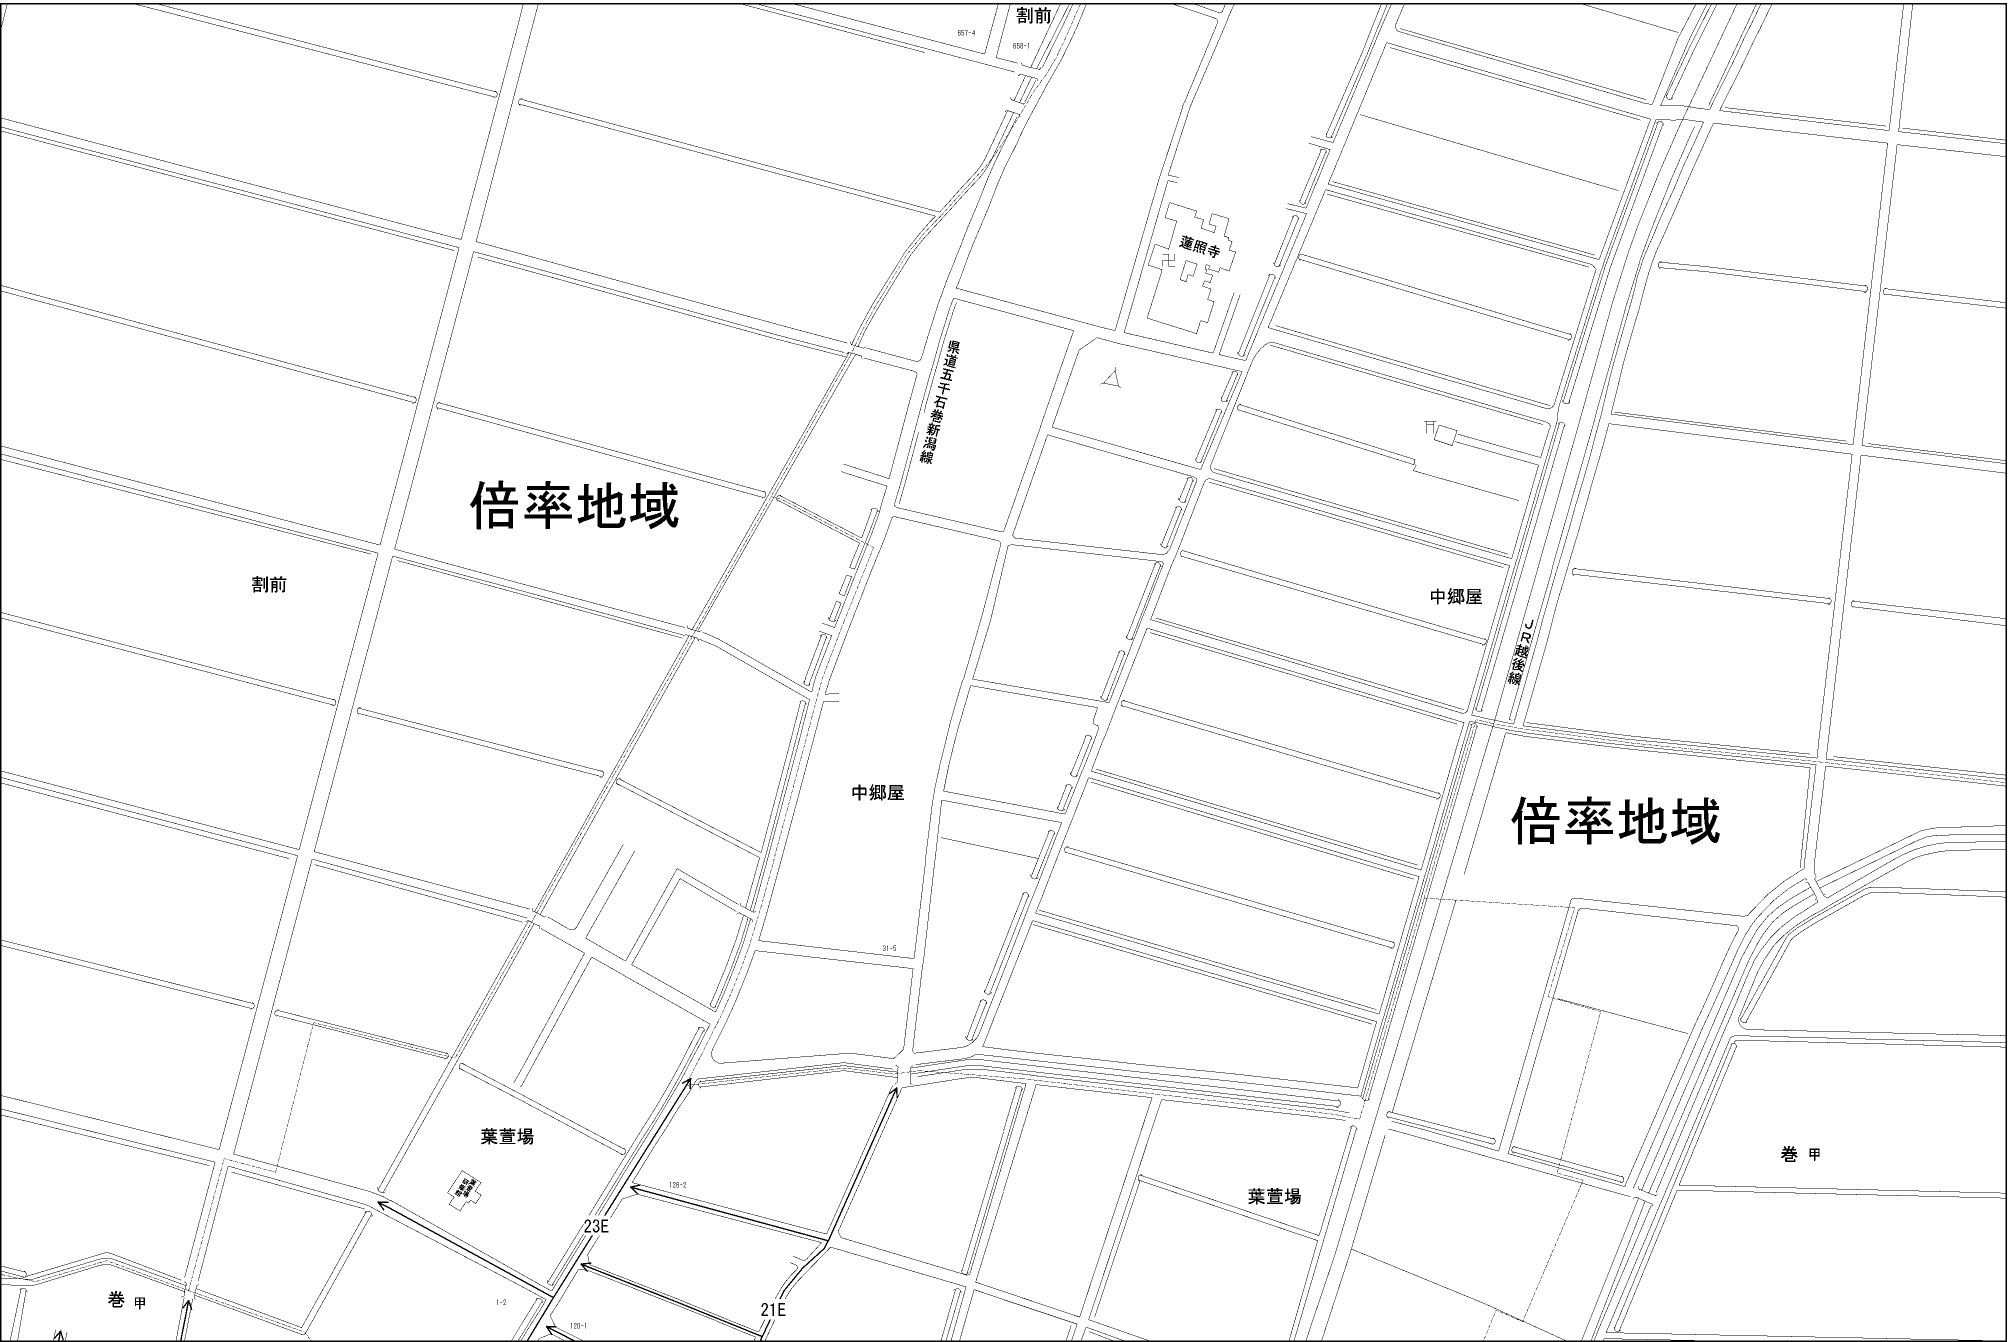 割前
657-4
658-1
蓮照寺
県道五千石巻新潟線
倍率地域
割前
中郷屋
JR越後線
中郷屋
倍率地域
31-5
葉萱場
巻 甲
126-2
葉萱場
23E
巻 甲
1-2
21E
120-1